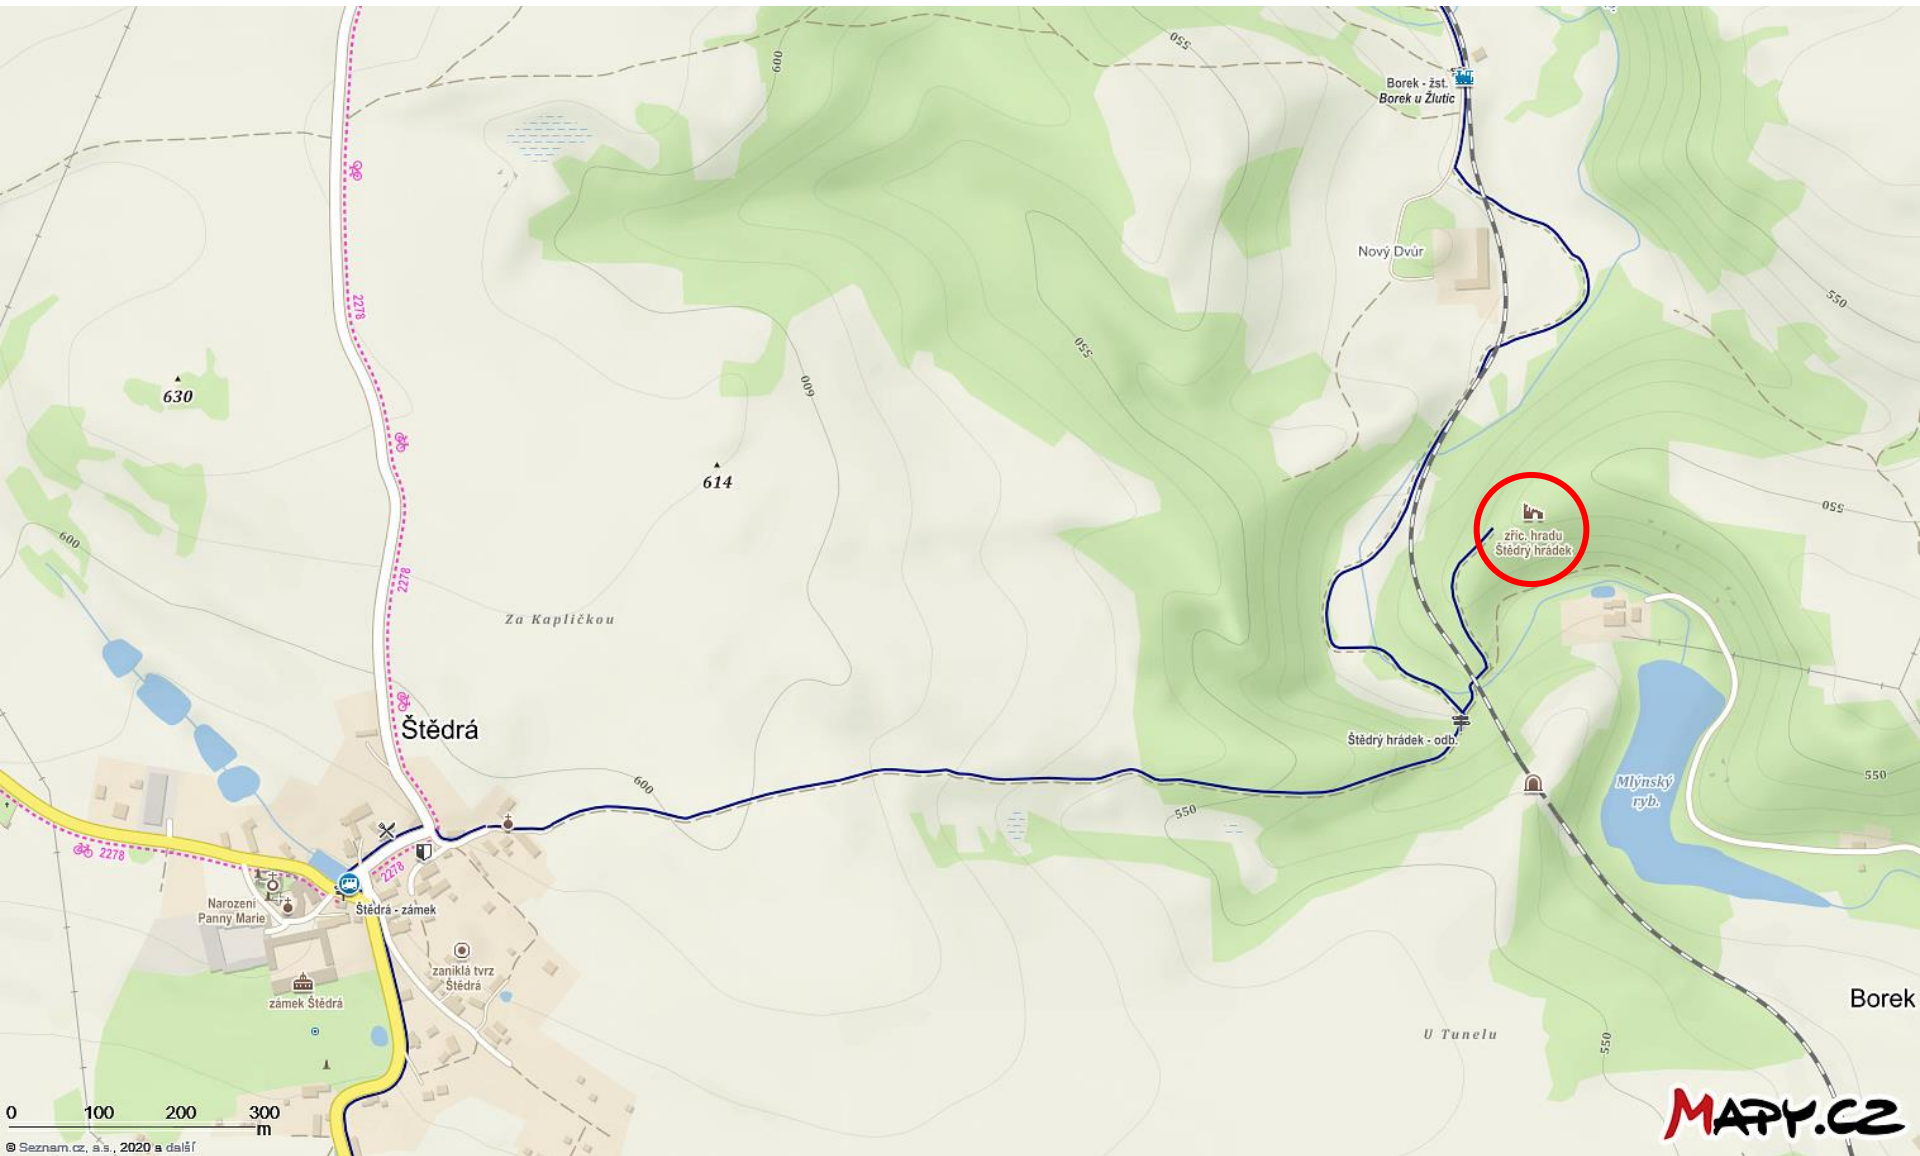 550
600
Borek - žst.
Borek u Žlutic
Nový Dvůr
2278
550
550
600
630
614
550
600
zřic. hradu
Štědrý hrádek
2278
Za Kapličkou
Štědrá
Štědrý hrádek - odb.
600
550
Mlýnský
ryb.
550
2278
2278
Narození
Panny Marie
Štědrá - zámek
zaniklá tvrz
Štědrá
zámek Štědrá
Borek
U Tunelu
550
0 100 200 300
m
MAPY.CZ
© Seznam.cz, a.s., 2020 a další